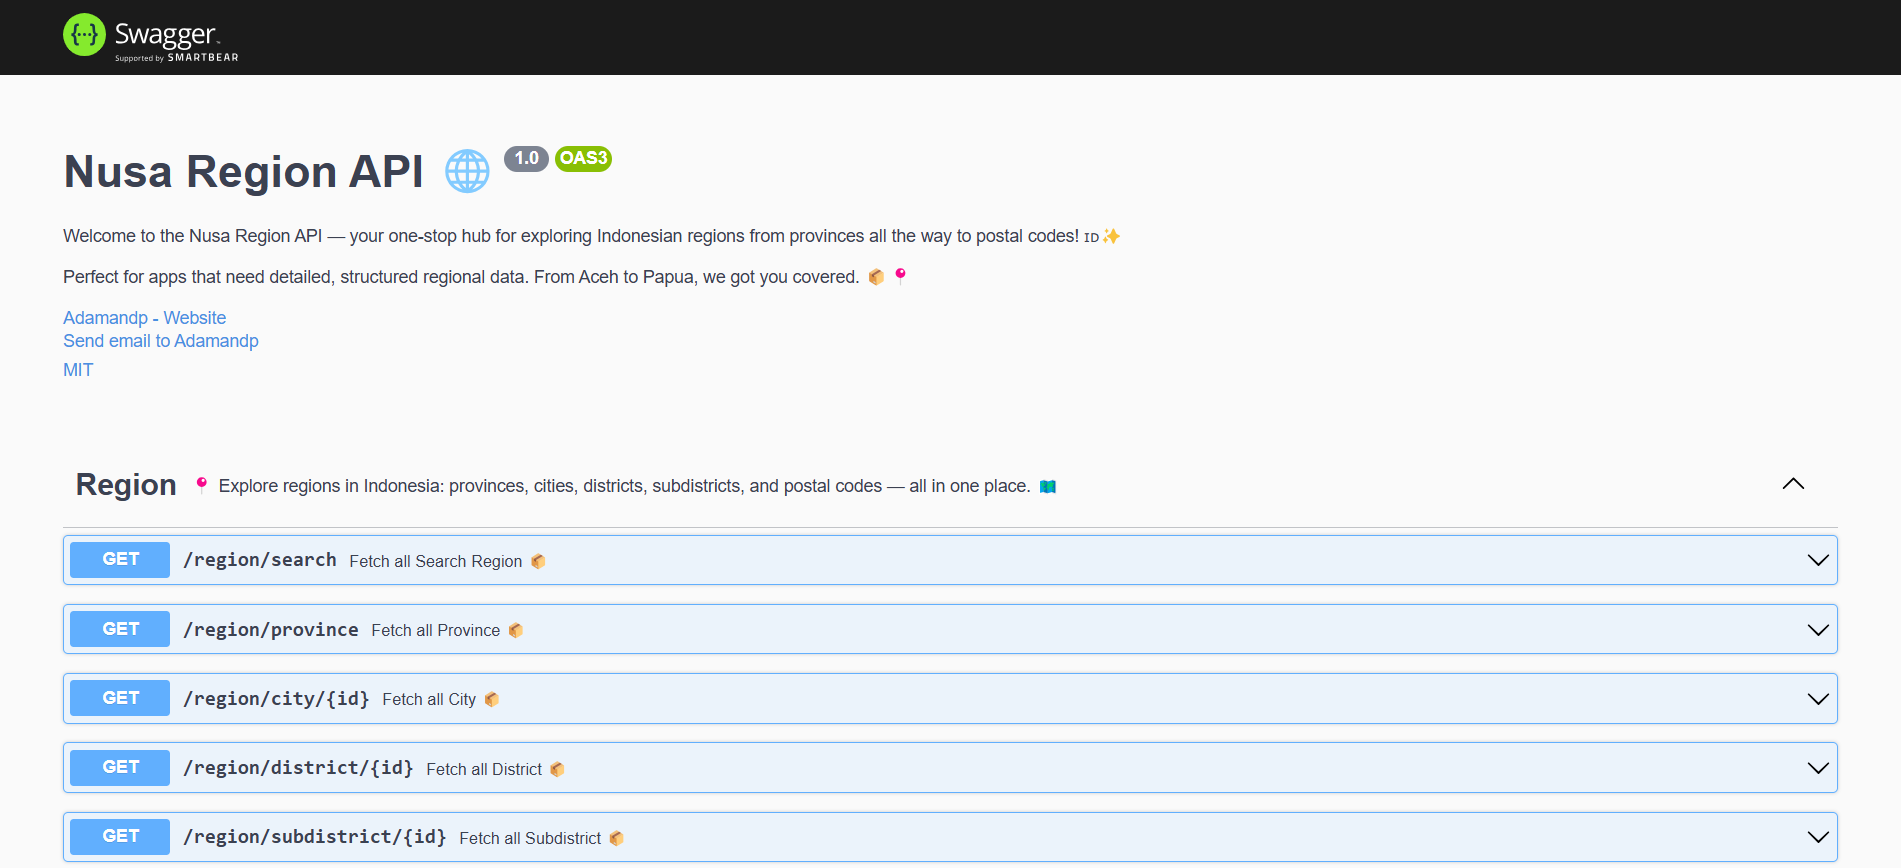 Swagger
Supported by SMARTBEAR
Nusa Region API 🌐 1.0 OAS3
Welcome to the Nusa Region API — your one-stop hub for exploring Indonesian regions from provinces all the way to postal codes! 🇮🇩✨
Perfect for apps that need detailed, structured regional data. From Aceh to Papua, we got you covered. 📦 📍
Adamandp - Website
Send email to Adamandp
MIT
Region 📍 Explore regions in Indonesia: provinces, cities, districts, subdistricts, and postal codes — all in one place. 🗺️
GET /region/search Fetch all Search Region 📦
GET /region/province Fetch all Province 📦
GET /region/city/{id} Fetch all City 📦
GET /region/district/{id} Fetch all District 📦
GET /region/subdistrict/{id} Fetch all Subdistrict 📦